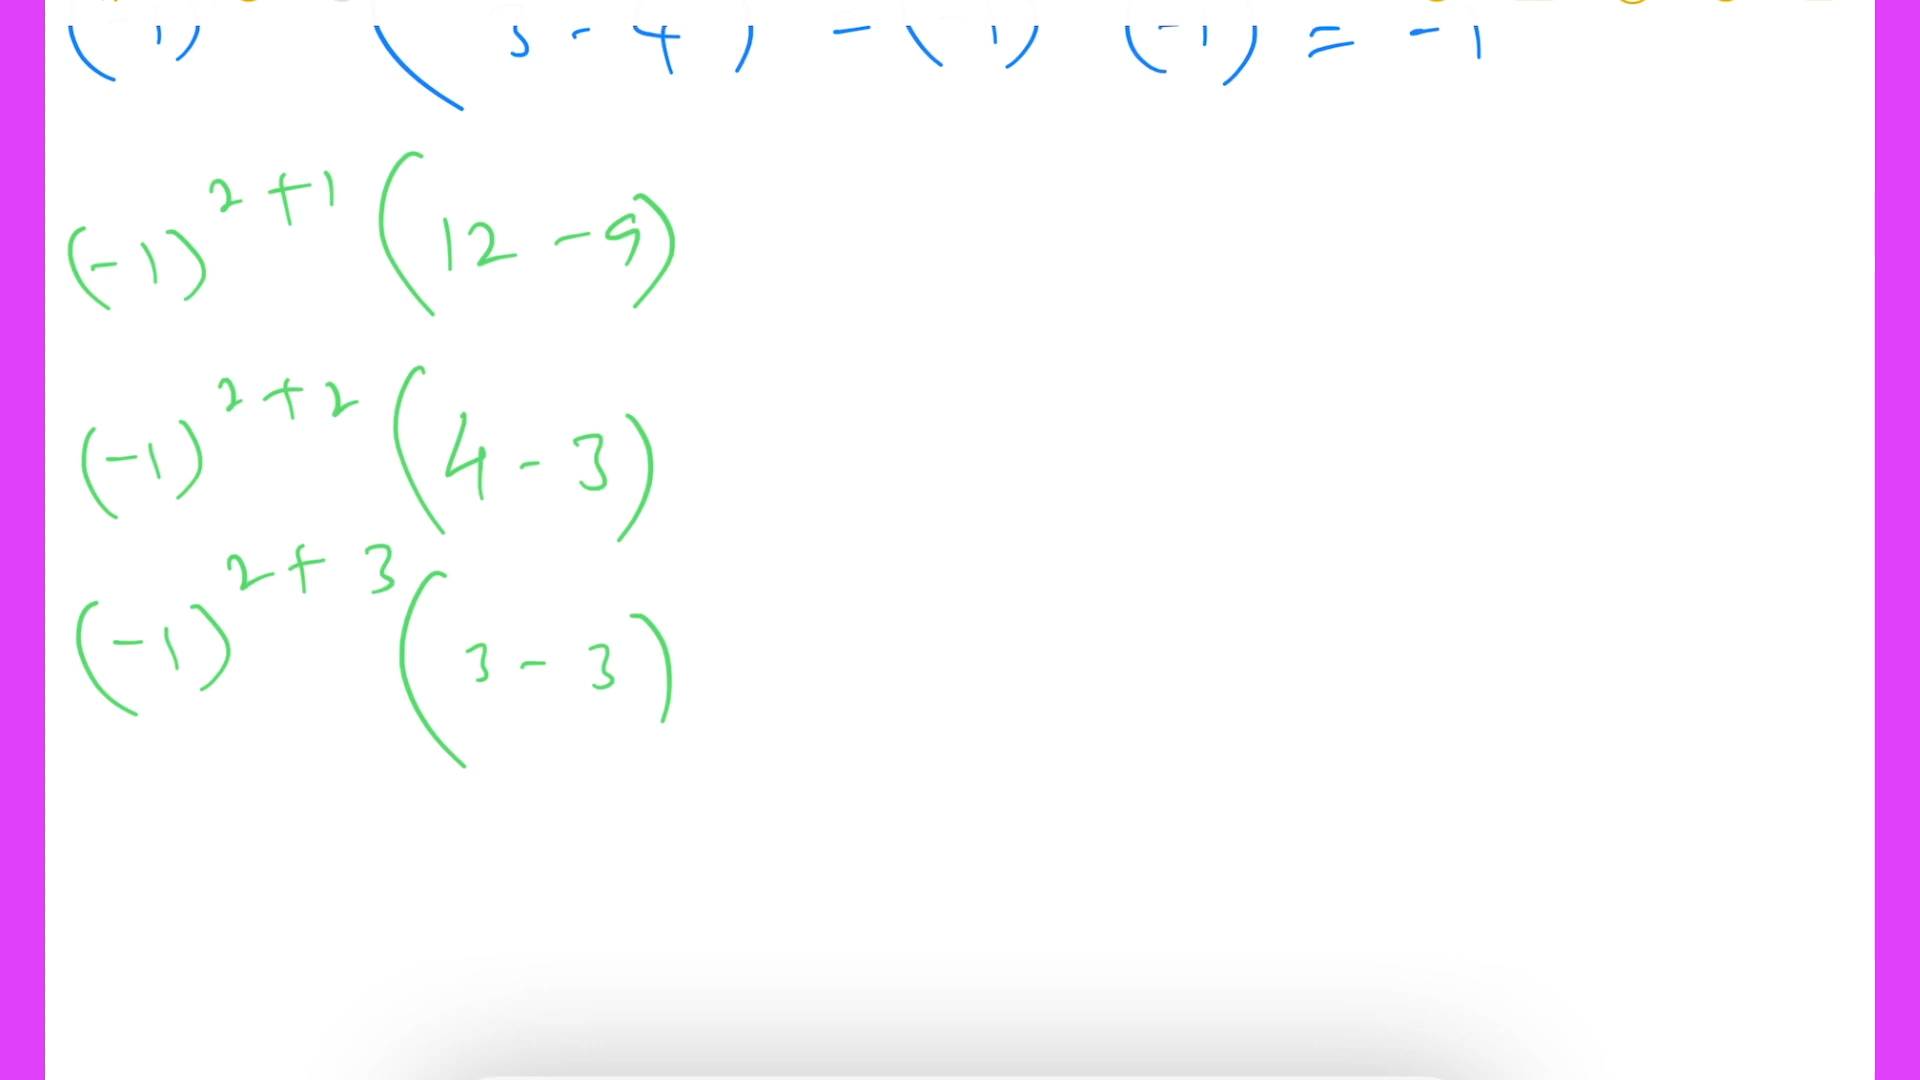 (-1) ( 3 - 4 ) = (-1) (-1) = -1
(-1)^2+1 (12 - 9)
(-1)^2+2 (4 - 3)
(-1)^2+3 (3 - 3)